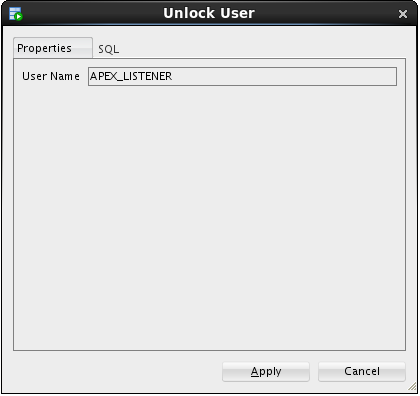 Unlock User
Properties
SQL
User Name APEX_LISTENER
Apply Cancel